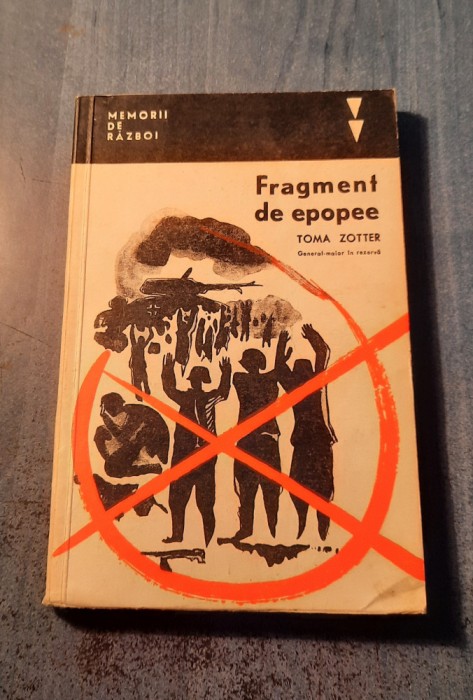 MEMORII
DE
RĂZBOI
Fragment
de epopee
TOMA ZOTTER
General-maior în rezervă